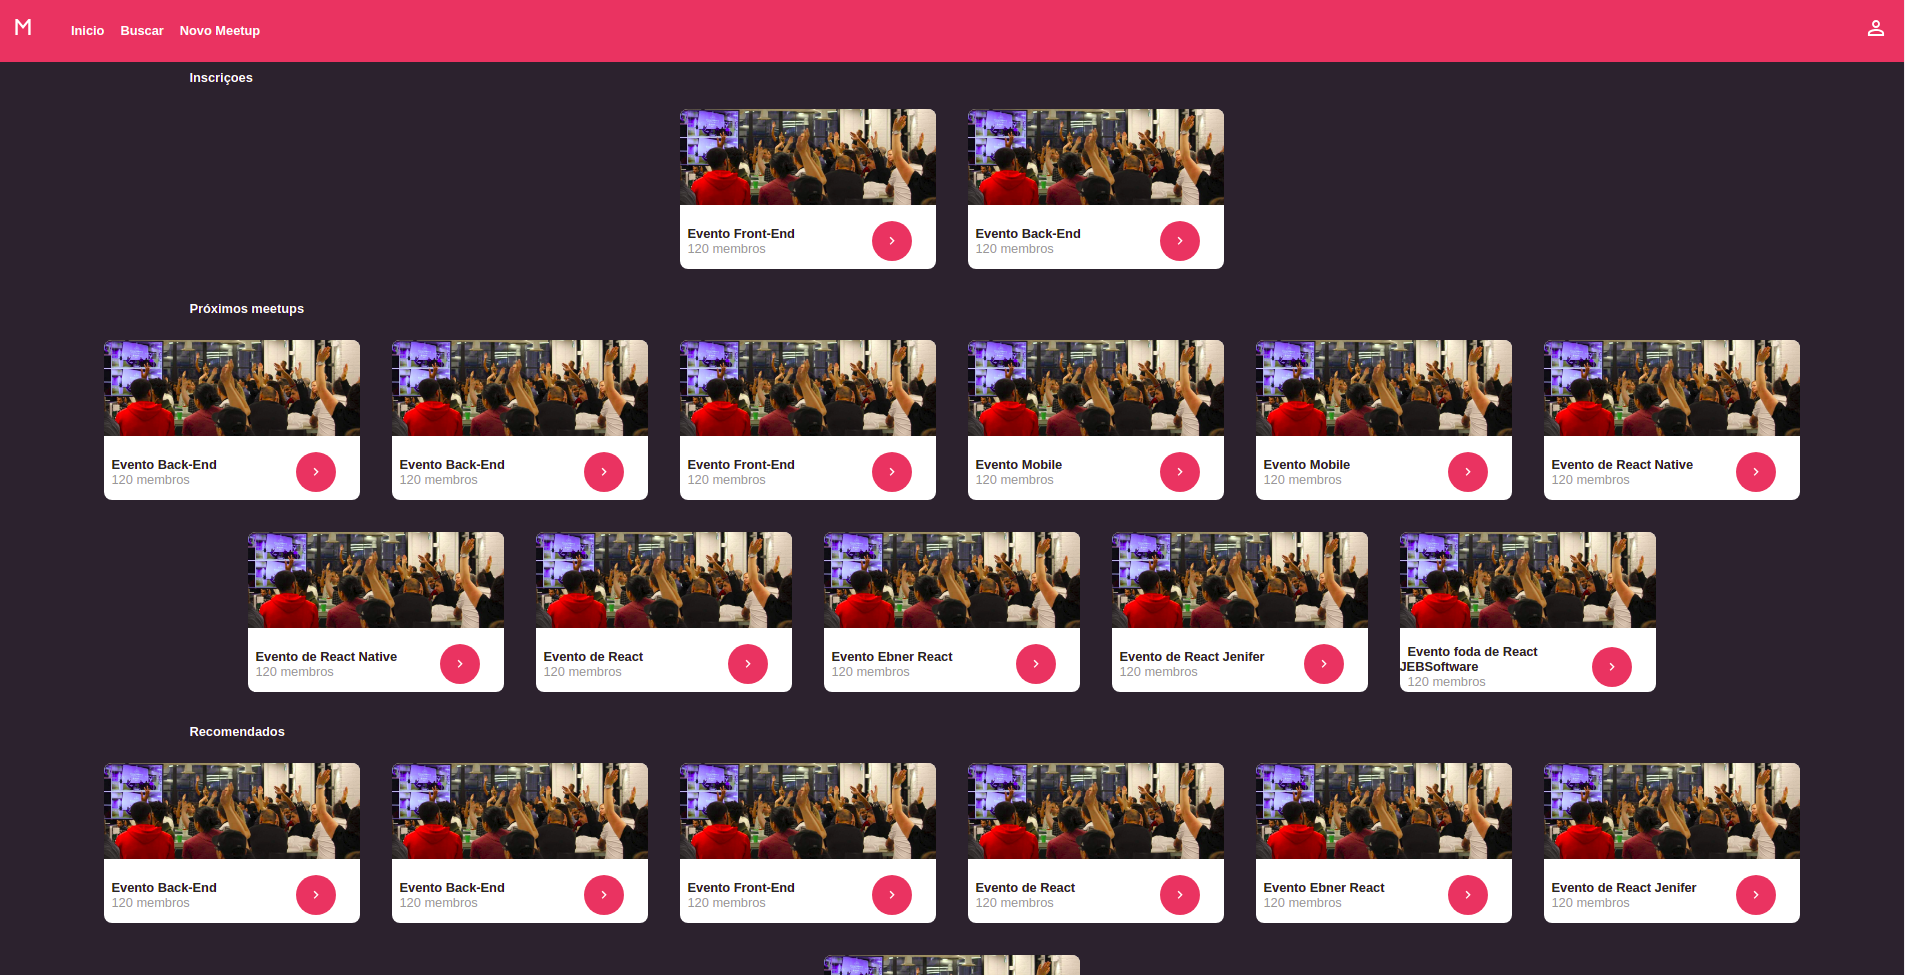 M
Inicio Buscar Novo Meetup
Inscriçoes
Evento Front-End
120 membros
Evento Back-End
120 membros
Próximos meetups
Evento Back-End
120 membros
Evento Back-End
120 membros
Evento Front-End
120 membros
Evento Mobile
120 membros
Evento Mobile
120 membros
Evento de React Native
120 membros
Evento de React Native
120 membros
Evento de React
120 membros
Evento Ebner React
120 membros
Evento de React Jenifer
120 membros
Evento foda de React
JEBSoftware
120 membros
Recomendados
Evento Back-End
120 membros
Evento Back-End
120 membros
Evento Front-End
120 membros
Evento de React
120 membros
Evento Ebner React
120 membros
Evento de React Jenifer
120 membros